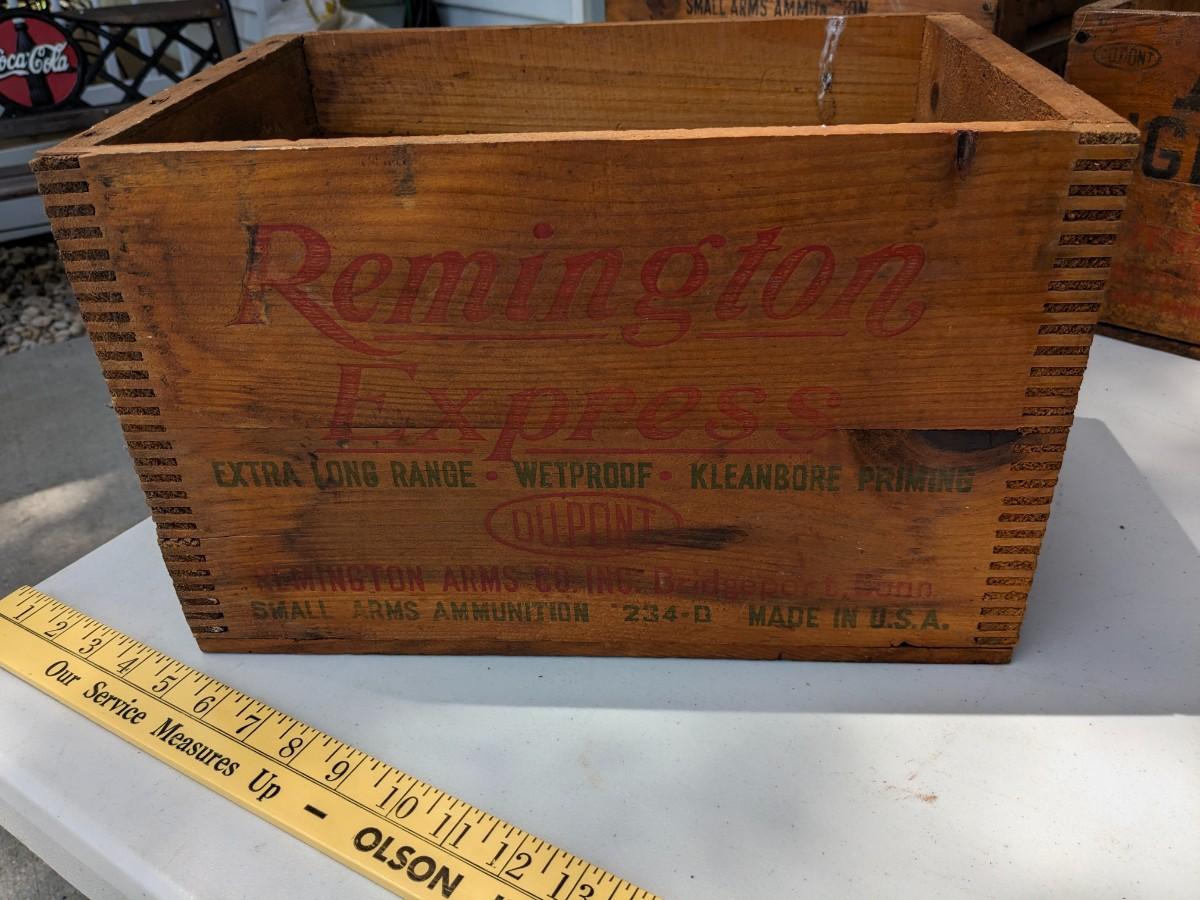 SMALL ARMS AMMUNITION
Coca-Cola
DUPONT
Remington
Express
EXTRA LONG RANGE • WETPROOF • KLEANBORE PRIMING
DU PONT
REMINGTON ARMS CO. INC. Bridgeport, Conn.
SMALL ARMS AMMUNITION 234-D MADE IN U.S.A.
1 2 3 4 5 6 7 8 9 10 11 12 13
Our Service Measures Up — OLSON